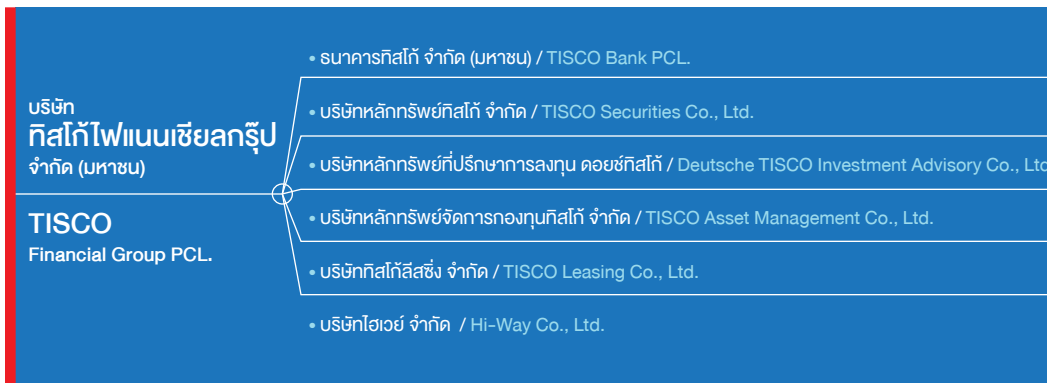 บริษัท
ทิสโก้ไฟแนนเชียลกรุ๊ป
จำกัด (มหาชน)
TISCO
Financial Group PCL.
• ธนาคารทิสโก้ จำกัด (มหาชน) / TISCO Bank PCL.
• บริษัทหลักทรัพย์ทิสโก้ จำกัด / TISCO Securities Co., Ltd.
• บริษัทหลักทรัพย์ที่ปรึกษาการลงทุน ดอยซ์ทิสโก้ / Deutsche TISCO Investment Advisory Co., Ltd
• บริษัทหลักทรัพย์จัดการกองทุนทิสโก้ จำกัด / TISCO Asset Management Co., Ltd.
• บริษัททิสโก้ลีสซิ่ง จำกัด / TISCO Leasing Co., Ltd.
• บริษัทไฮเวย์ จำกัด / Hi-Way Co., Ltd.